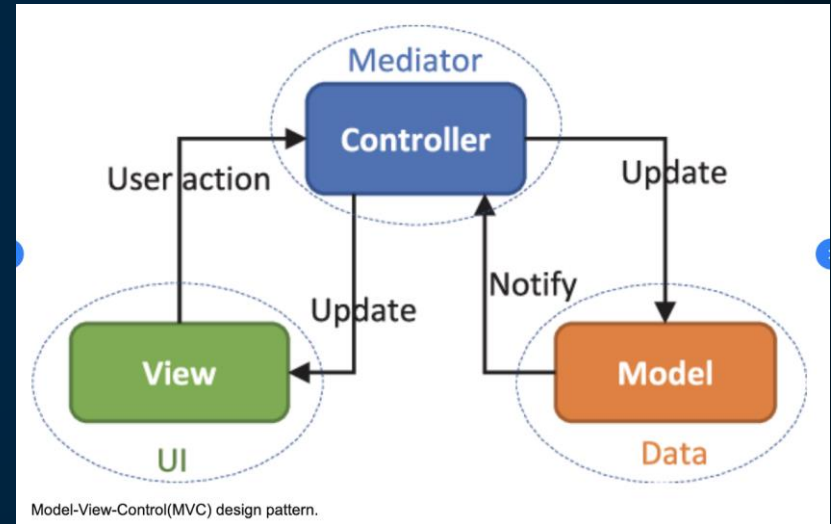 Mediator
Controller
User action
Update
Update
Notify
View
Model
UI
Data
Model-View-Control(MVC) design pattern.